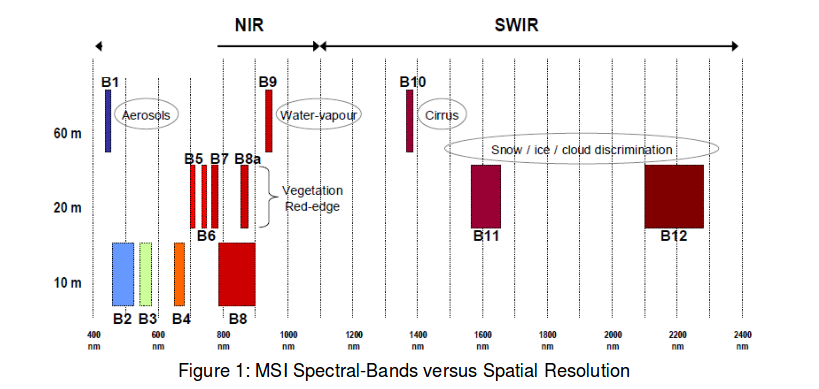 NIR
SWIR
B1
B9
B10
Aerosols
Water-vapour
Cirrus
60 m
Snow / ice / cloud discrimination
B5
B7
B8a
Vegetation
Red-edge
20 m
B6
B11
B12
10 m
B2
B3
B4
B8
400
nm
600
nm
800
nm
1000
nm
1200
nm
1400
nm
1600
nm
1800
nm
2000
nm
2200
nm
2400
nm
Figure 1: MSI Spectral-Bands versus Spatial Resolution